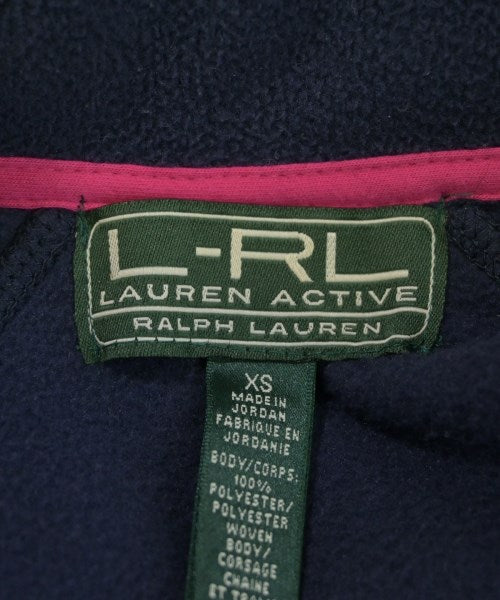 L-RL
LAUREN ACTIVE
RALPH LAUREN
XS
MADE IN
JORDAN
FABRIQUE EN
JORDANIE
BODY/CORPS:
100%
POLYESTER/
POLYESTER
WOVEN
BODY/
CORSAGE
CHAINE